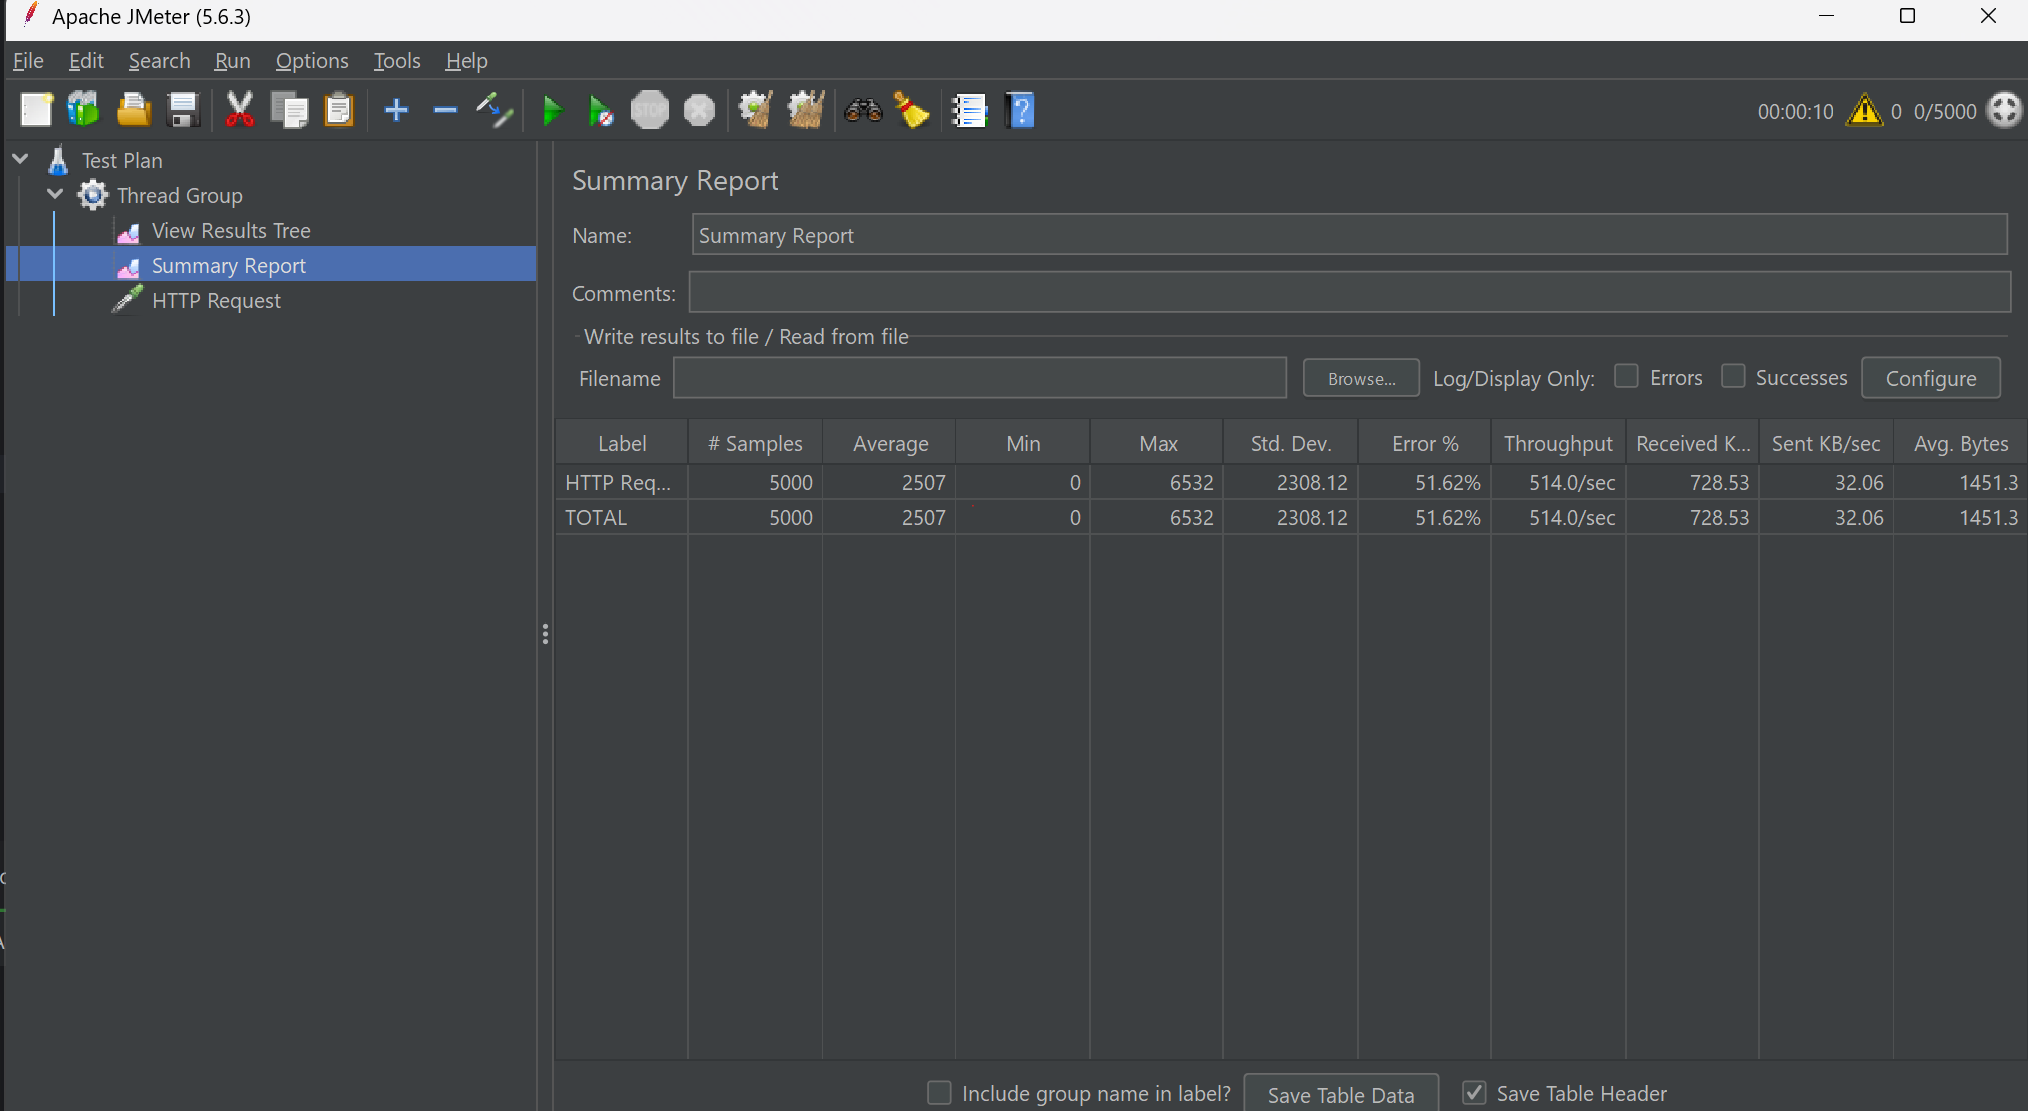 Apache JMeter (5.6.3)
File Edit Search Run Options Tools Help
STOP
00:00:10 0 0/5000
Test Plan
Thread Group
View Results Tree
Summary Report
HTTP Request
Summary Report
Name: Summary Report
Comments:
Write results to file / Read from file
Filename Browse... Log/Display Only: Errors Successes Configure
Label # Samples Average Min Max Std. Dev. Error % Throughput Received K... Sent KB/sec Avg. Bytes
HTTP Req... 5000 2507 0 6532 2308.12 51.62% 514.0/sec 728.53 32.06 1451.3
TOTAL 5000 2507 0 6532 2308.12 51.62% 514.0/sec 728.53 32.06 1451.3
Include group name in label? Save Table Data Save Table Header